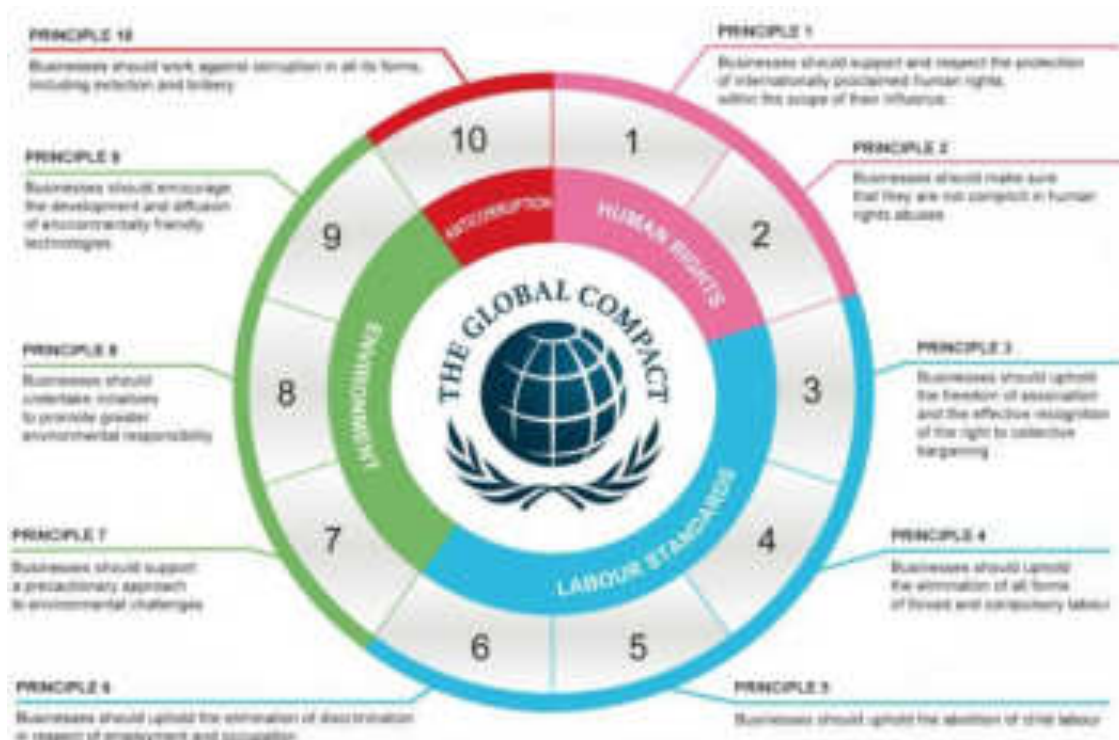 PRINCIPLE 10
Businesses should work against corruption in all its forms,
including extortion and bribery
PRINCIPLE 1
Businesses should support and respect the protection
of internationally proclaimed human rights
within the scope of their influence
PRINCIPLE 9
Businesses should encourage
the development and diffusion
of environmentally friendly
technologies
PRINCIPLE 2
Businesses should make sure
that they are not complicit in human
rights abuses
10
1
9
2
8
3
7
4
6
5
ANTI CORRUPTION
HUMAN RIGHTS
ENVIRONMENT
LABOUR STANDARDS
THE GLOBAL COMPACT
PRINCIPLE 8
Businesses should
undertake initiatives
to promote greater
environmental responsibility
PRINCIPLE 3
Businesses should uphold
the freedom of association
and the effective recognition
of the right to collective
bargaining
PRINCIPLE 7
Businesses should support
a precautionary approach
to environmental challenges
PRINCIPLE 4
Businesses should uphold
the elimination of all forms
of forced and compulsory labour
PRINCIPLE 6
Businesses should uphold the elimination of discrimination
in respect of employment and occupation
PRINCIPLE 5
Businesses should uphold the abolition of child labour